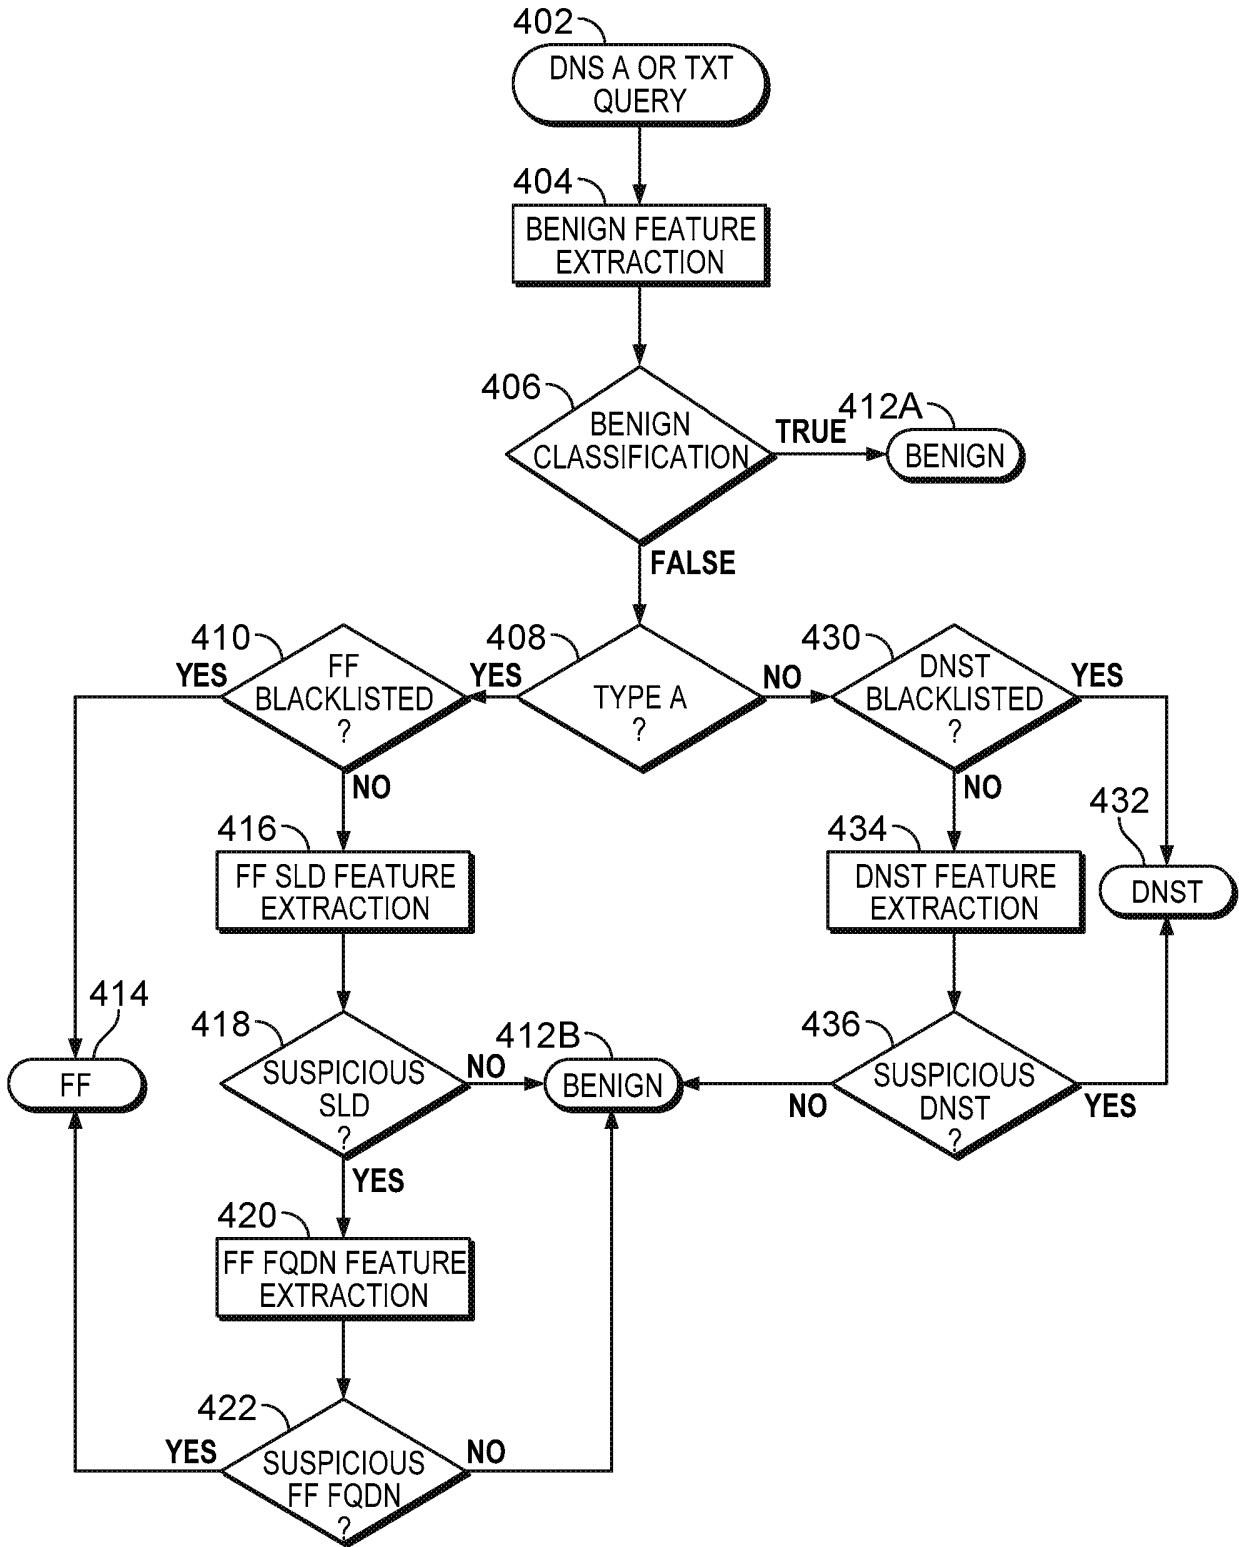 402
DNS A OR TXT
QUERY
404
BENIGN FEATURE
EXTRACTION
406
BENIGN
CLASSIFICATION
TRUE
412A
BENIGN
FALSE
410
YES
FF
BLACKLISTED
?
408
YES
TYPE A
?
NO
430
DNST
BLACKLISTED
?
YES
NO
NO
416
FF SLD FEATURE
EXTRACTION
434
DNST FEATURE
EXTRACTION
432
DNST
414
FF
418
SUSPICIOUS
SLD
?
NO
412B
BENIGN
436
SUSPICIOUS
DNST
?
NO
YES
YES
420
FF FQDN FEATURE
EXTRACTION
422
YES
SUSPICIOUS
FF FQDN
?
NO